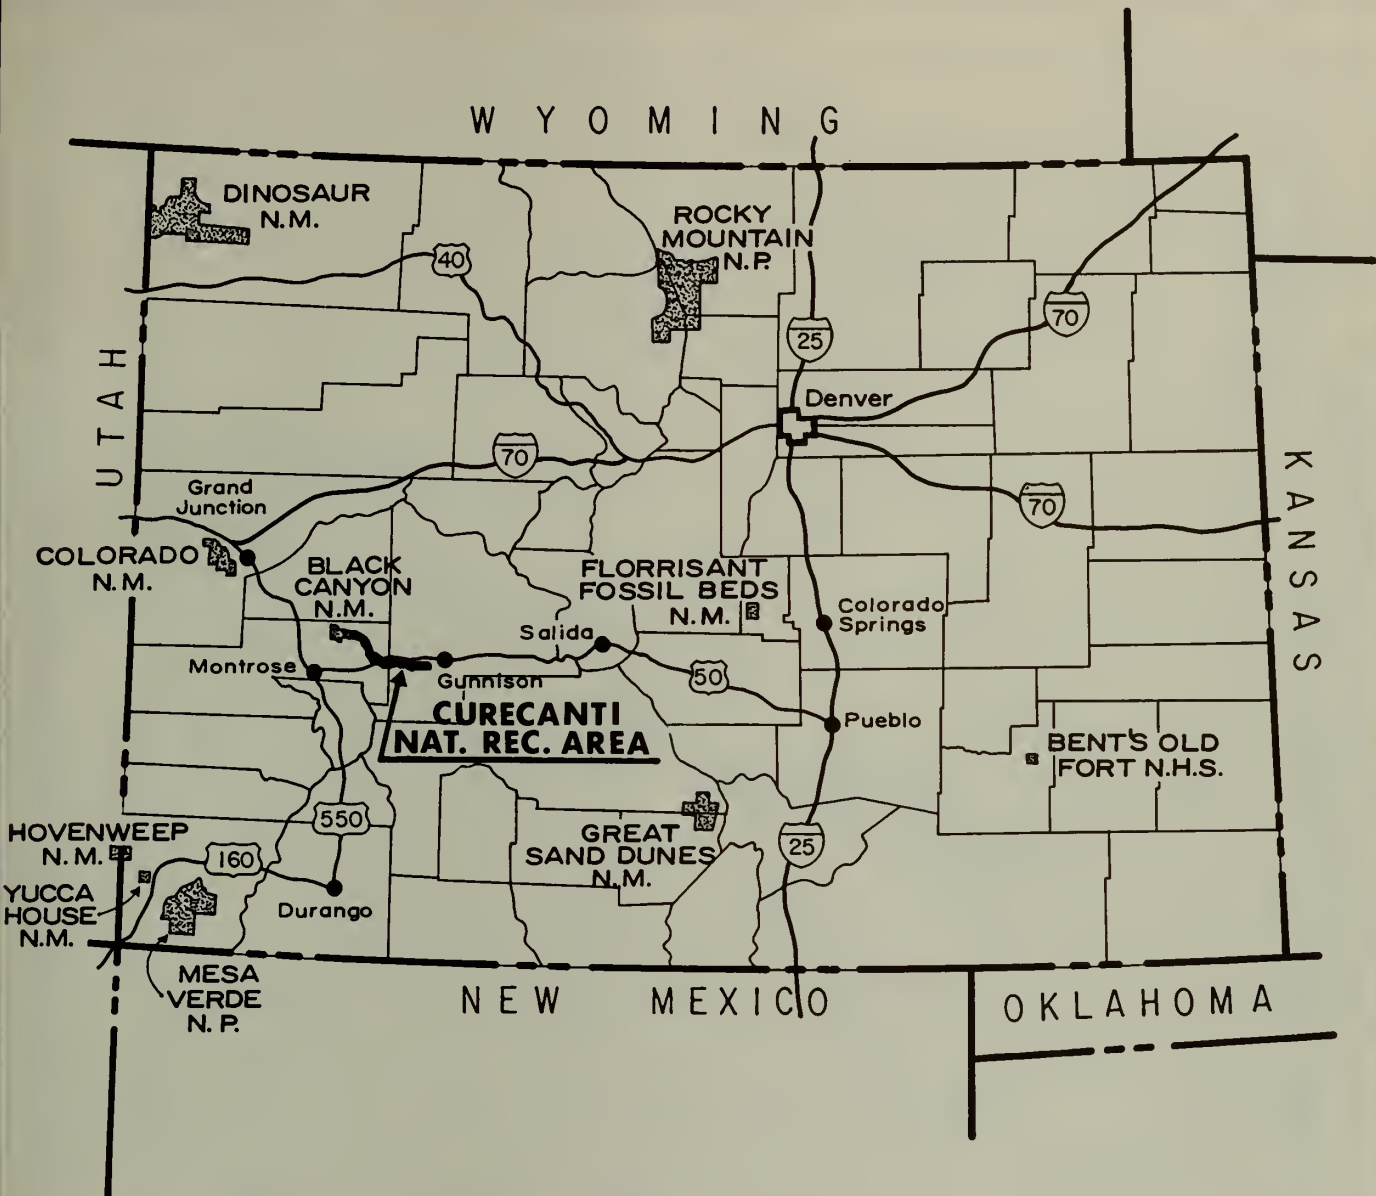 WYOMING
DINOSAUR
N.M.
ROCKY
MOUNTAIN
N.P.
40
25
70
UTAH
Denver
70
Grand
Junction
70
KANSAS
COLORADO
N.M.
BLACK
CANYON
N.M.
FLORRISANT
FOSSIL BEDS
N.M.
Colorado
Springs
Salida
Montrose
Gunnison
50
CURECANTI
NAT. REC. AREA
Pueblo
BENT'S OLD
FORT N.H.S.
550
HOVENWEEP
N.M.
160
GREAT
SAND DUNES
N.M.
25
YUCCA
HOUSE
N.M.
Durango
MESA
VERDE
N.P.
NEW MEXICO
OKLAHOMA